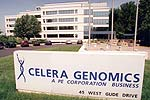 CELERA GENOMICS
A PE CORPORATION BUSINESS
45 WEST GUDE DRIVE